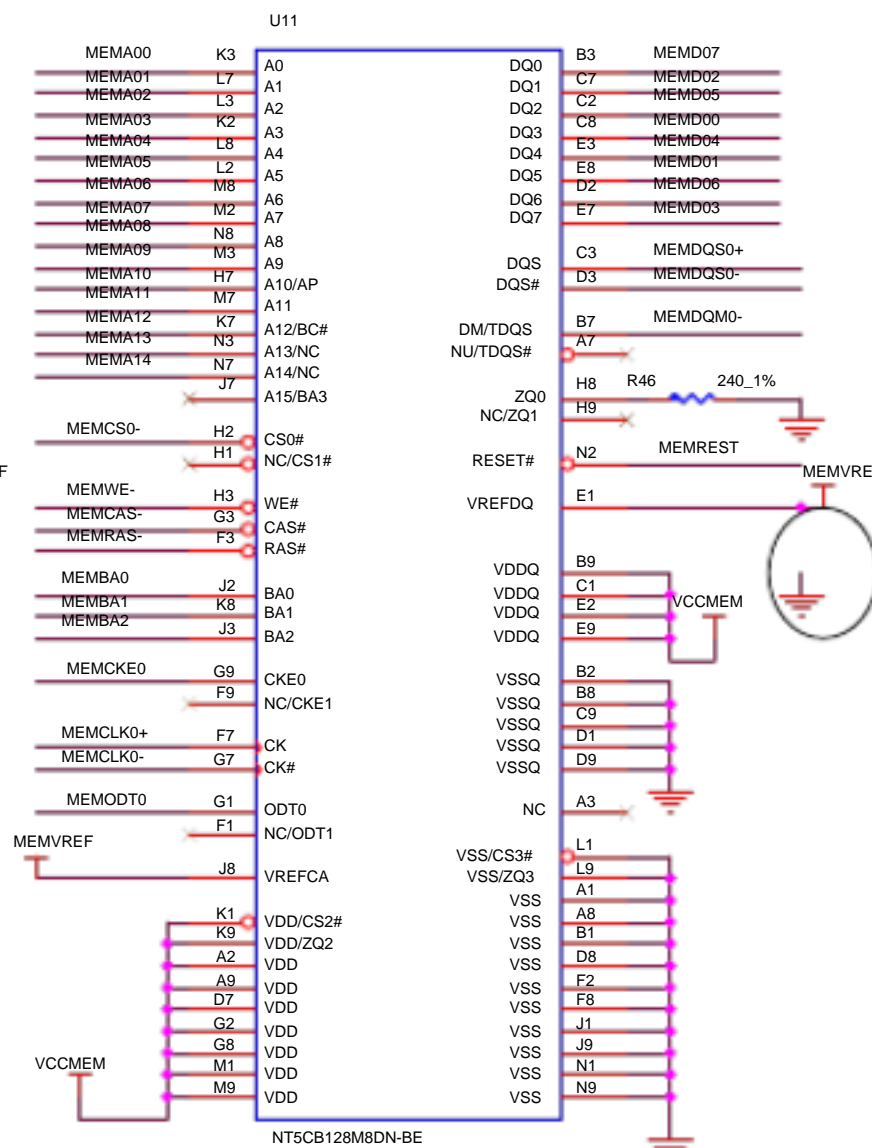 U11
MEMA00 K3 A0 DQ0 B3 MEMD07
MEMA01 L7 A1 DQ1 C7 MEMD02
MEMA02 L3 A2 DQ2 C2 MEMD05
MEMA03 K2 A3 DQ3 C8 MEMD00
MEMA04 L8 A4 DQ4 E3 MEMD04
MEMA05 L2 A5 DQ5 E8 MEMD01
MEMA06 M8 A6 DQ6 D2 MEMD06
MEMA07 M2 A7 DQ7 E7 MEMD03
MEMA08 N8 A8
MEMA09 M3 A9 DQS C3 MEMDQS0+
MEMA10 H7 A10/AP DQS# D3 MEMDQS0-
MEMA11 M7 A11
MEMA12 K7 A12/BC# DM/TDQS B7 MEMDQM0-
MEMA13 N3 A13/NC NU/TDQS# A7
MEMA14 N7 A14/NC
J7 A15/BA3 ZQ0 H8 R46 240_1%
NC/ZQ1 H9
MEMCS0- H2 CS0#
F H1 NC/CS1# RESET# N2 MEMREST
MEMVRE
MEMWE- H3 WE# VREFDQ E1
MEMCAS- G3 CAS#
MEMRAS- F3 RAS#
VDDQ B9
MEMBA0 J2 BA0 VDDQ C1
MEMBA1 K8 BA1 VDDQ E2 VCCMEM
MEMBA2 J3 BA2 VDDQ E9
MEMCKE0 G9 CKE0 VSSQ B2
F9 NC/CKE1 VSSQ B8
VSSQ C9
MEMCLK0+ F7 CK VSSQ D1
MEMCLK0- G7 CK# VSSQ D9
MEMODT0 G1 ODT0 NC A3
F1 NC/ODT1
MEMVREF
VSS/CS3# L1
J8 VREFCA VSS/ZQ3 L9
VSS A1
K1 VDD/CS2# VSS A8
K9 VDD/ZQ2 VSS B1
A2 VDD VSS D8
A9 VDD VSS F2
D7 VDD VSS F8
G2 VDD VSS J1
G8 VDD VSS J9
VCCMEM M1 VDD VSS N1
M9 VDD VSS N9
NT5CB128M8DN-BE